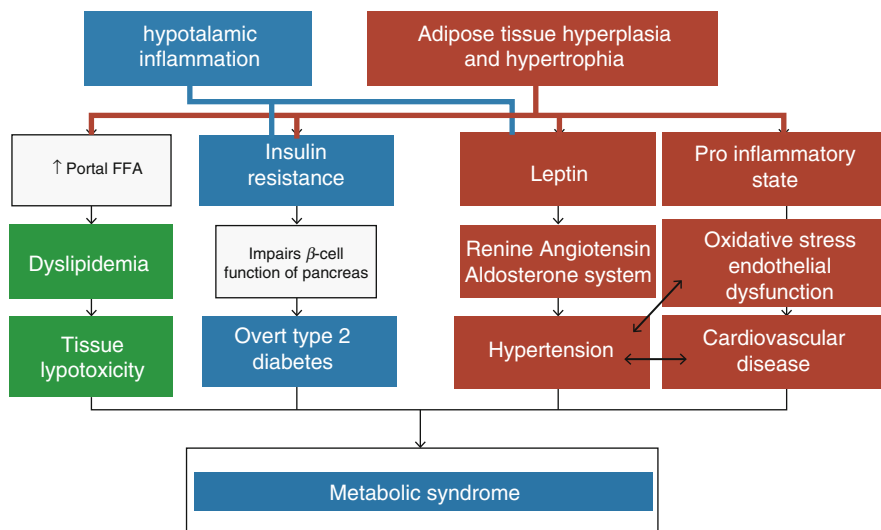 hypotalamic
inflammation
Adipose tissue hyperplasia
and hypertrophia
↑ Portal FFA
Insulin
resistance
Leptin
Pro inflammatory
state
Dyslipidemia
Impairs β-cell
function of pancreas
Renine Angiotensin
Aldosterone system
Oxidative stress
endothelial
dysfunction
Tissue
lypotoxicity
Overt type 2
diabetes
Hypertension
Cardiovascular
disease
Metabolic syndrome